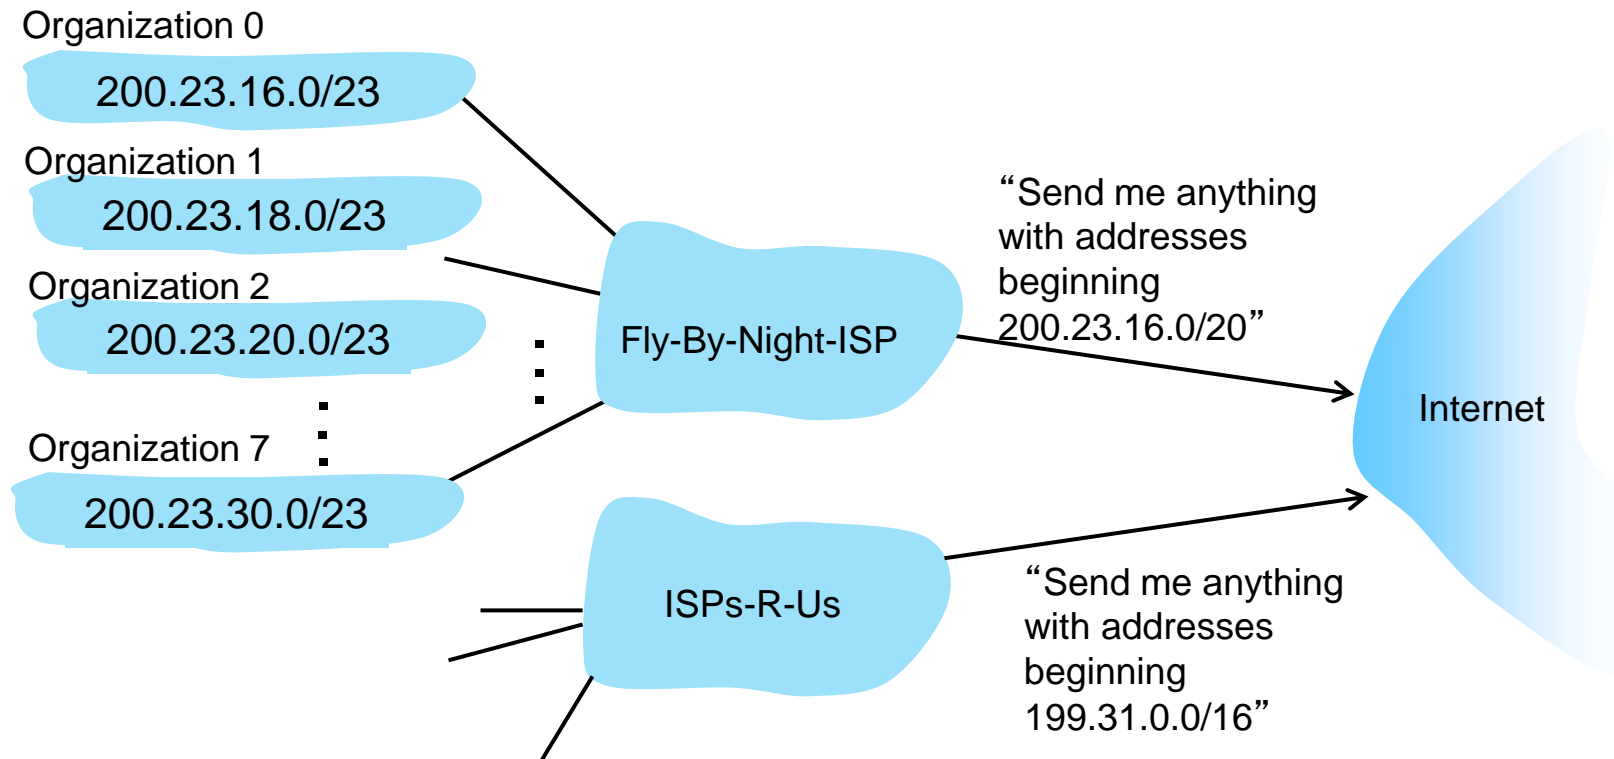 Organization 0
200.23.16.0/23
Organization 1
200.23.18.0/23
Organization 2
200.23.20.0/23
Organization 7
200.23.30.0/23
Fly-By-Night-ISP
“Send me anything
with addresses
beginning
200.23.16.0/20”
Internet
ISPs-R-Us
“Send me anything
with addresses
beginning
199.31.0.0/16”